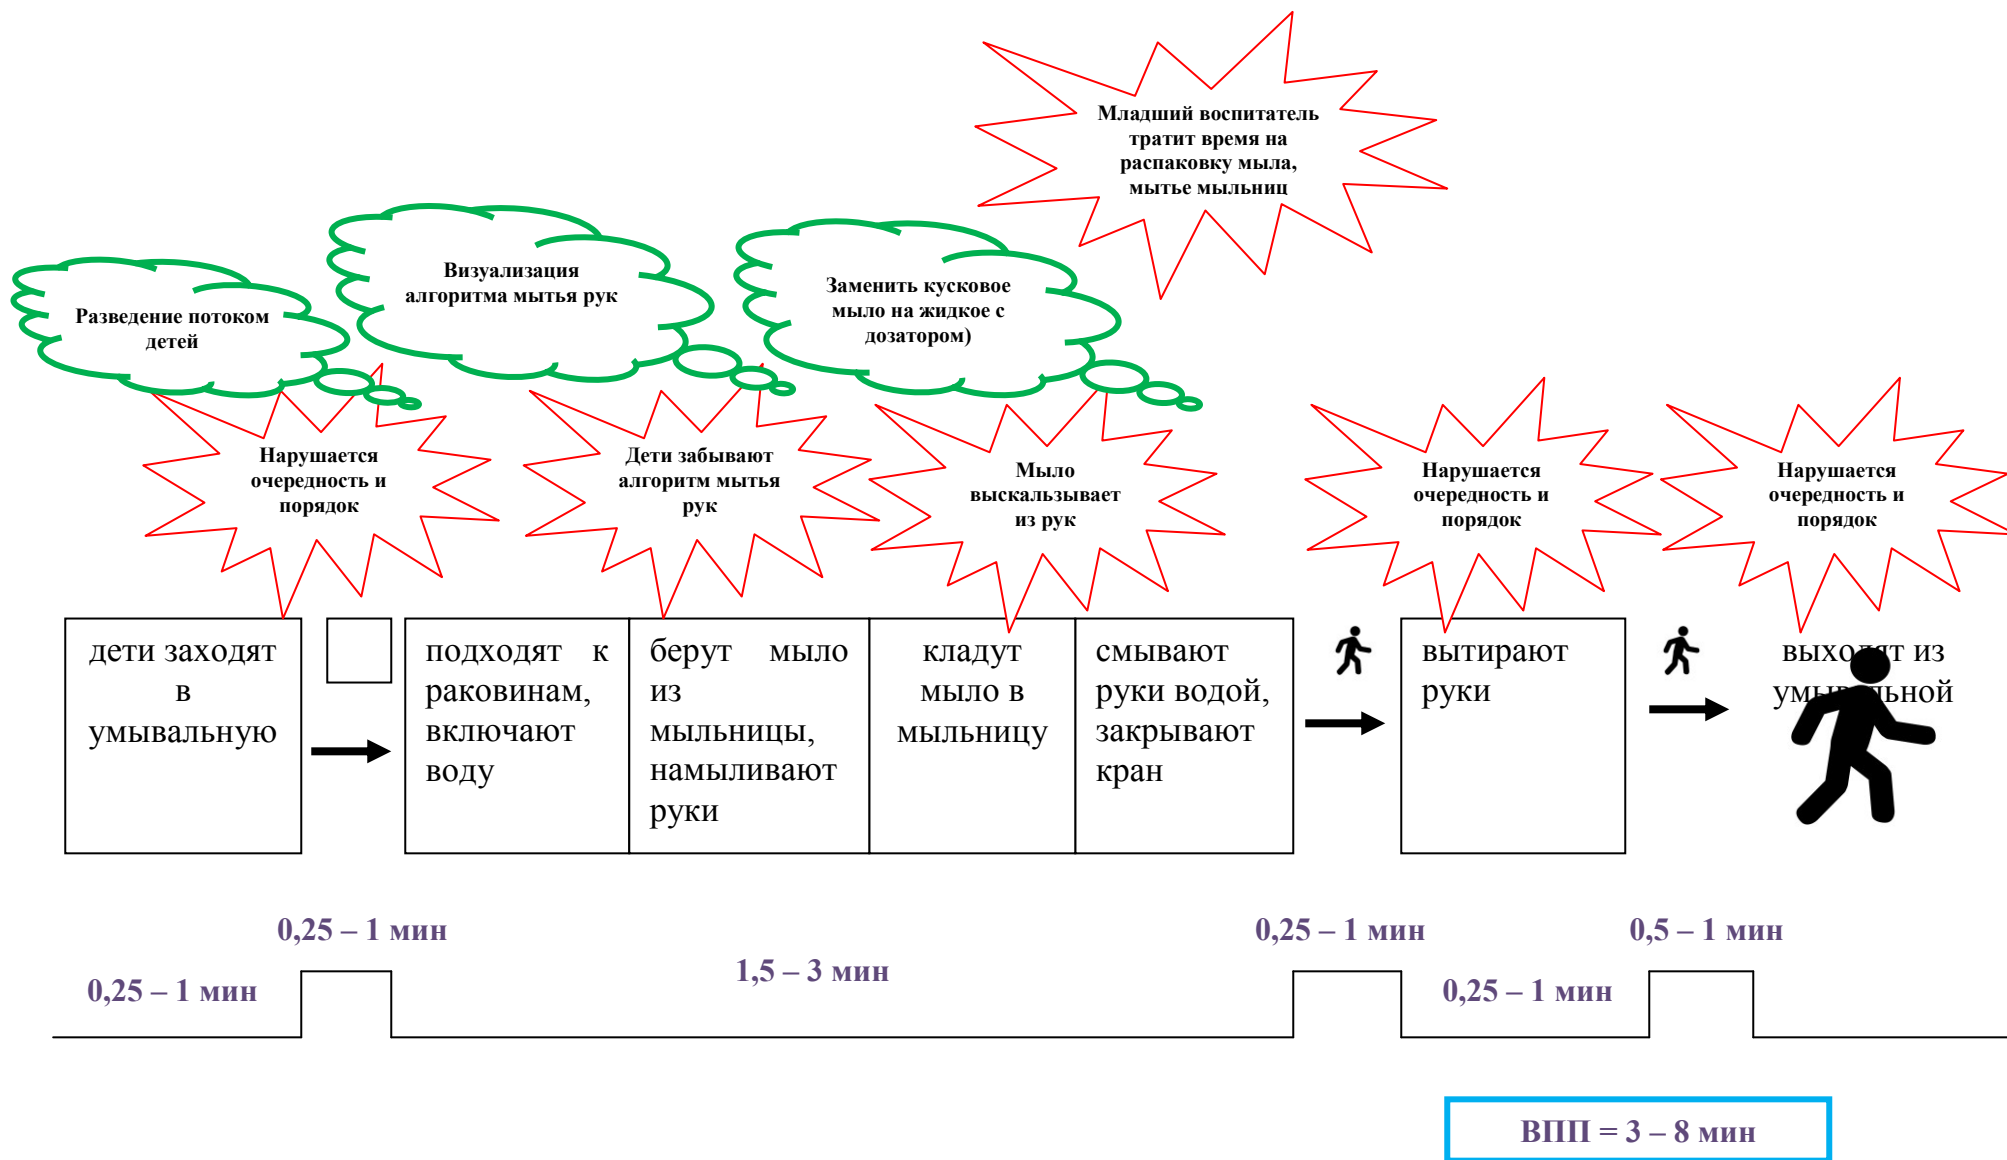 Младший воспитатель
тратит время на
распаковку мыла,
мытье мыльниц
Разведение потоком
детей
Визуализация
алгоритма мытья рук
Заменить кусковое
мыло на жидкое с
дозатором)
Нарушается
очередность и
порядок
Дети забывают
алгоритм мытья
рук
Мыло
выскальзывает
из рук
Нарушается
очередность и
порядок
Нарушается
очередность и
порядок
дети заходят
в
умывальную
подходят к
раковинам,
включают
воду
берут мыло
из
мыльницы,
намыливают
руки
кладут
мыло в
мыльницу
смывают
руки водой,
закрывают
кран
вытирают
руки
выходят из
умывальной
0,25 – 1 мин
0,25 – 1 мин
1,5 – 3 мин
0,25 – 1 мин
0,25 – 1 мин
0,5 – 1 мин
ВПП = 3 – 8 мин